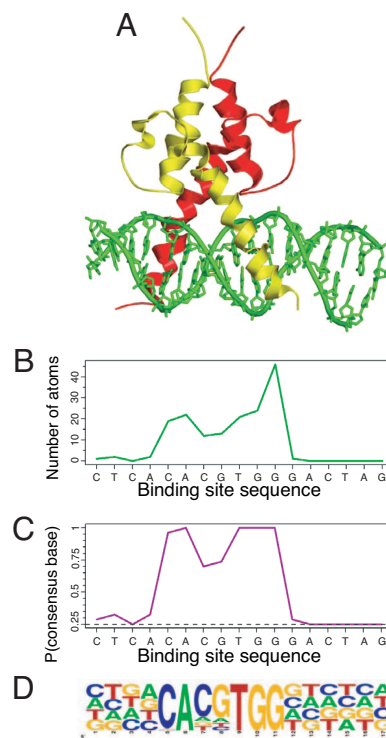 A
B
Number of atoms
0 10 20 30 40
C T C A C A C G T G G G A C T A G
Binding site sequence
C
P(consensus base)
0.25 0.5 0.75 1
C T C A C A C G T G G G A C T A G
Binding site sequence
D
CTGACACGTGGGTCTCA